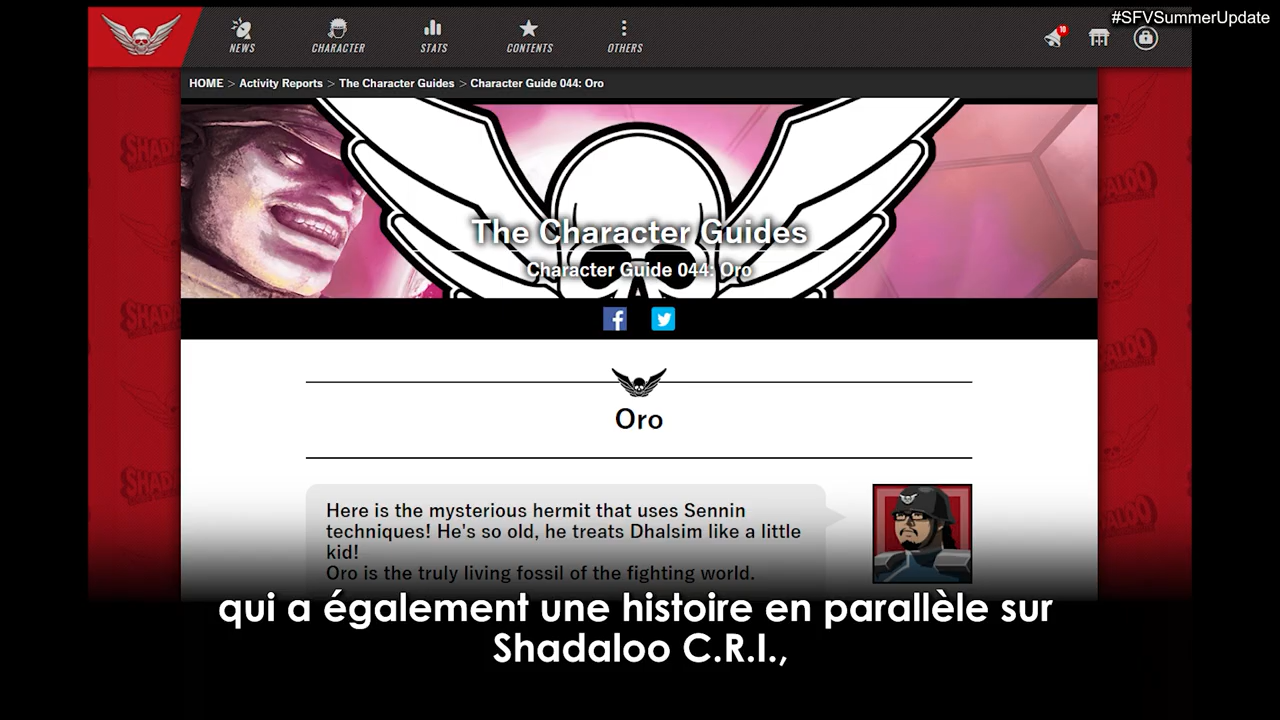 #SFVSummerUpdate
NEWS
CHARACTER
STATS
CONTENTS
OTHERS
10
HOME > Activity Reports > The Character Guides > Character Guide 044: Oro
The Character Guides
Character Guide 044: Oro
Oro
Here is the mysterious hermit that uses Sennin
techniques! He's so old, he treats Dhalsim like a little
kid!
Oro is the truly living fossil of the fighting world.
qui a également une histoire en parallèle sur
Shadaloo C.R.I.,